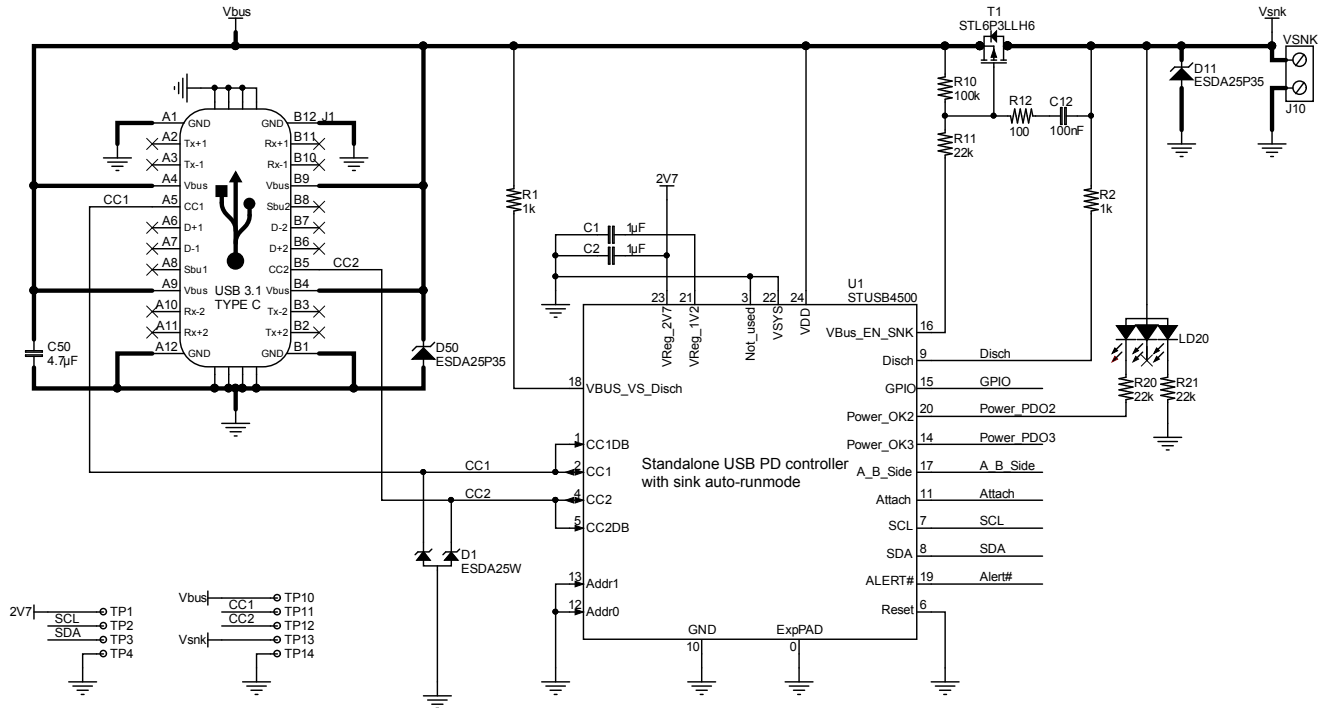 Vbus
T1
STL6P3LLH6
Vsnk
VSNK
J10
D11
ESDA25P35
R10
100k
R12
100
C12
100nF
R11
22k
R2
1k
R1
1k
2V7
C1 1µF
C2 1µF
J1
A1 GND GND B12
A2 Tx+1 Rx+1 B11
A3 Tx-1 Rx-1 B10
A4 Vbus Vbus B9
CC1 A5 CC1 Sbu2 B8
A6 D+1 D-2 B7
A7 D-1 D+2 B6
A8 Sbu1 CC2 B5 CC2
A9 Vbus Vbus B4
A10 Rx-2 Tx-2 B3
A11 Rx+2 Tx+2 B2
A12 GND GND B1
USB 3.1
TYPE C
C50
4.7µF
D50
ESDA25P35
U1
STUSB4500
23 VReg_2V7
21 VReg_1V2
3 Not_used
22 VSYS
24 VDD
VBus_EN_SNK 16
Disch 9 Disch
GPIO 15 GPIO
Power_OK2 20 Power_PDO2
Power_OK3 14 Power_PDO3
A_B_Side 17 A_B_Side
Attach 11 Attach
SCL 7 SCL
SDA 8 SDA
ALERT# 19 Alert#
Reset 6
18 VBUS_VS_Disch
1 CC1DB
CC1 2 CC1
CC2 4 CC2
5 CC2DB
13 Addr1
12 Addr0
Standalone USB PD controller
with sink auto-runmode
GND
10
ExpPAD
0
LD20
R20
22k
R21
22k
D1
ESDA25W
2V7 TP1
SCL TP2
SDA TP3
TP4
Vbus TP10
CC1 TP11
CC2 TP12
Vsnk TP13
TP14